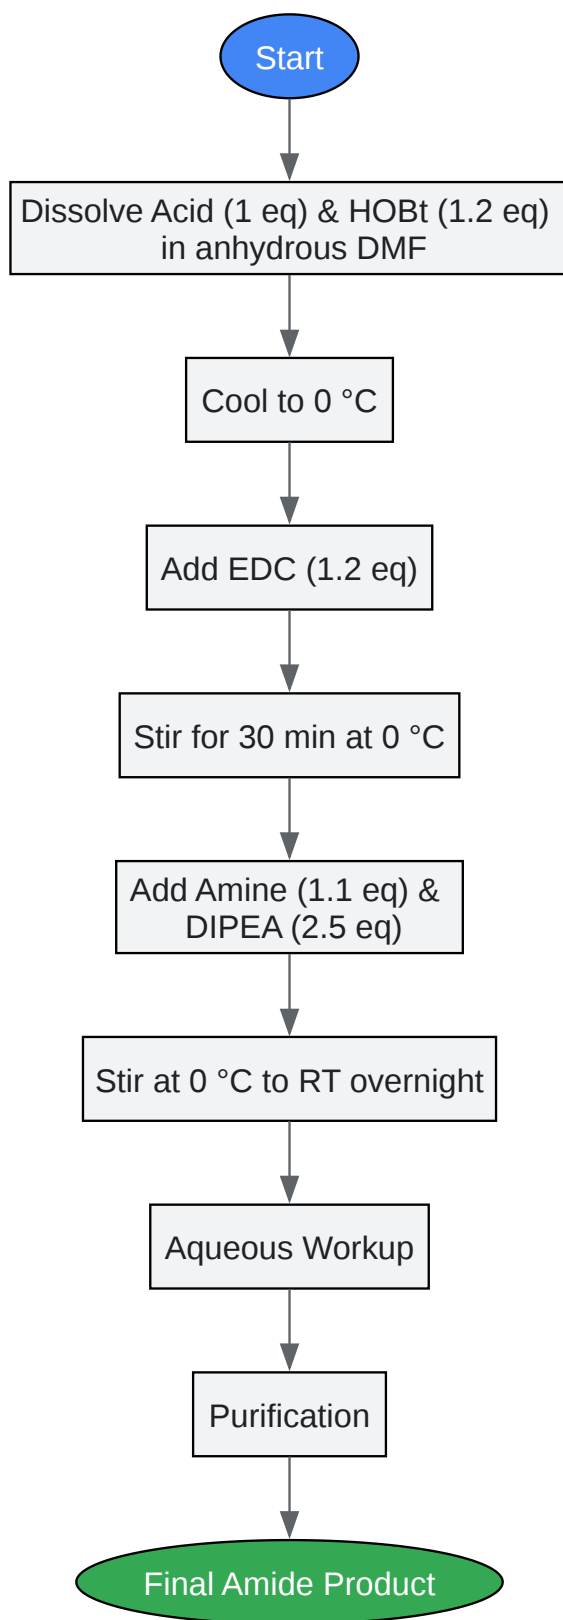 Start
Dissolve Acid (1 eq) & HOBt (1.2 eq)
in anhydrous DMF
Cool to 0 °C
Add EDC (1.2 eq)
Stir for 30 min at 0 °C
Add Amine (1.1 eq) &
DIPEA (2.5 eq)
Stir at 0 °C to RT overnight
Aqueous Workup
Purification
Final Amide Product